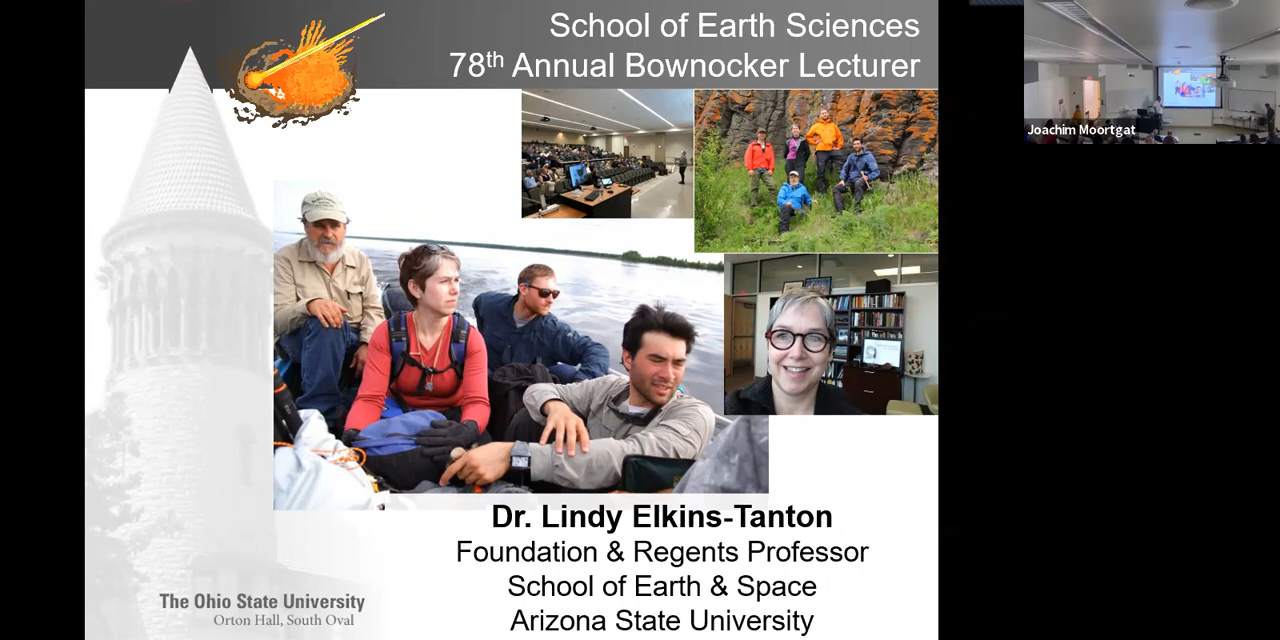 School of Earth Sciences
78th Annual Bownocker Lecturer
Joachim Moortgat
Dr. Lindy Elkins-Tanton
Foundation & Regents Professor
School of Earth & Space
Arizona State University
The Ohio State University
Orton Hall, South Oval